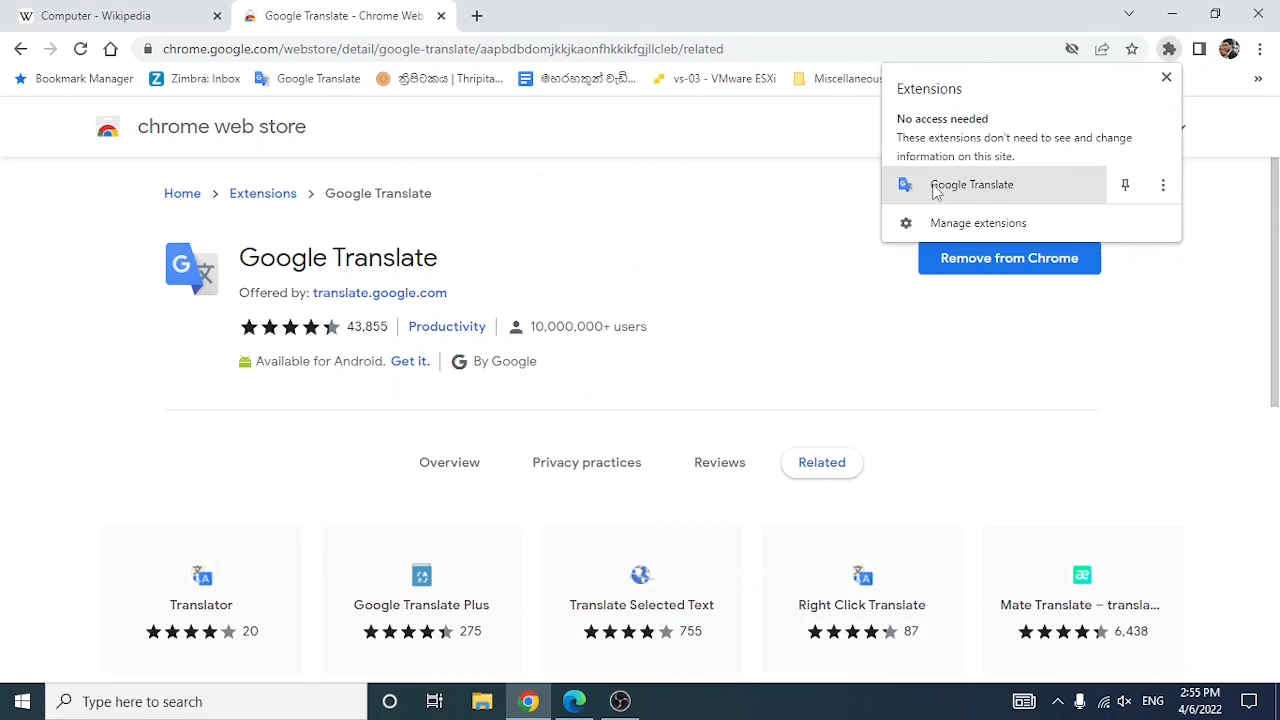 Computer - Wikipedia
Google Translate - Chrome Web
chrome.google.com/webstore/detail/google-translate/aapbdbdomjkkjkaonfhkkikfgjllcleb/related
Bookmark Manager
Zimbra: Inbox
Google Translate
ත්‍රිපිටකය | Thripita...
vs-03 - VMware ESXi
Miscellaneous
»
Extensions
No access needed
These extensions don't need to see and change
information on this site.
Google Translate
Manage extensions
chrome web store
Home > Extensions > Google Translate
Google Translate
Remove from Chrome
Offered by: translate.google.com
43,855 Productivity 10,000,000+ users
Available for Android. Get it. By Google
Overview Privacy practices Reviews Related
Translator
20
Google Translate Plus
275
Translate Selected Text
755
Right Click Translate
87
Mate Translate – transla...
6,438
Type here to search
ENG
2:55 PM
4/6/2022